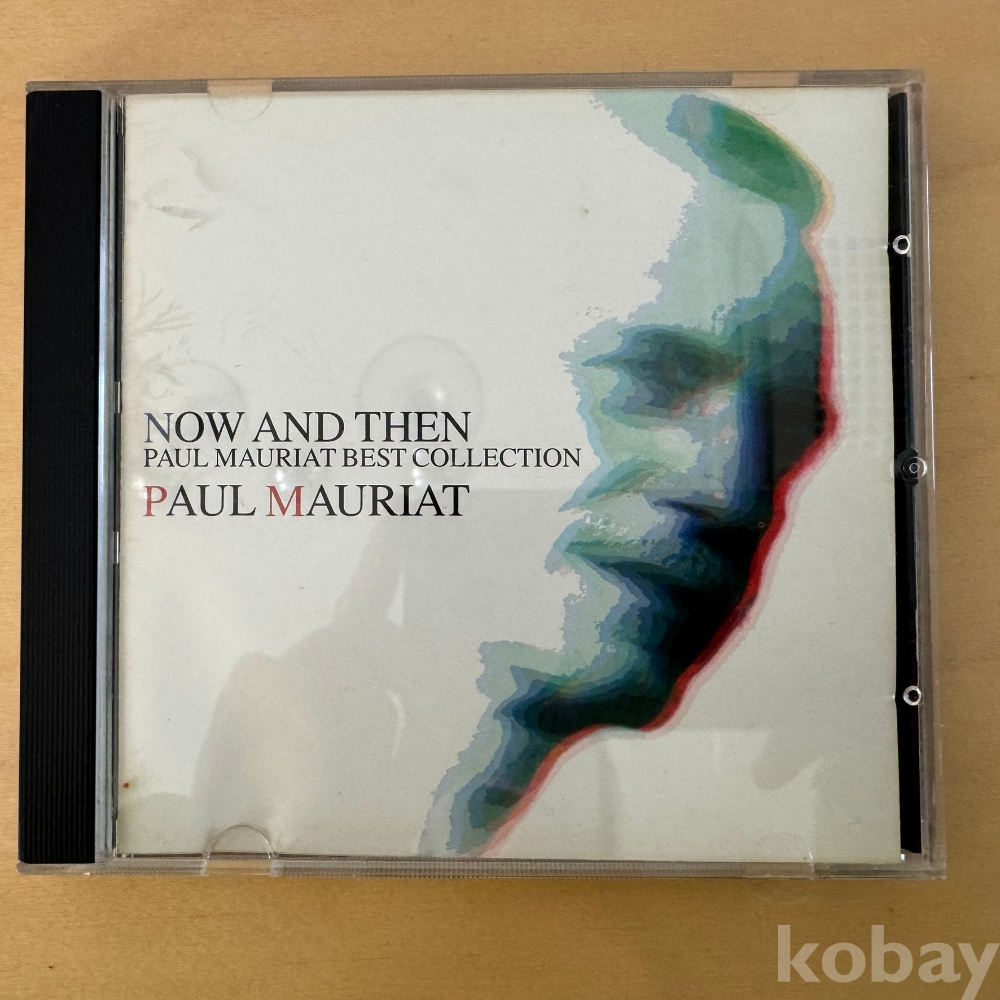 NOW AND THEN
PAUL MAURIAT BEST COLLECTION
PAUL MAURIAT
kobay